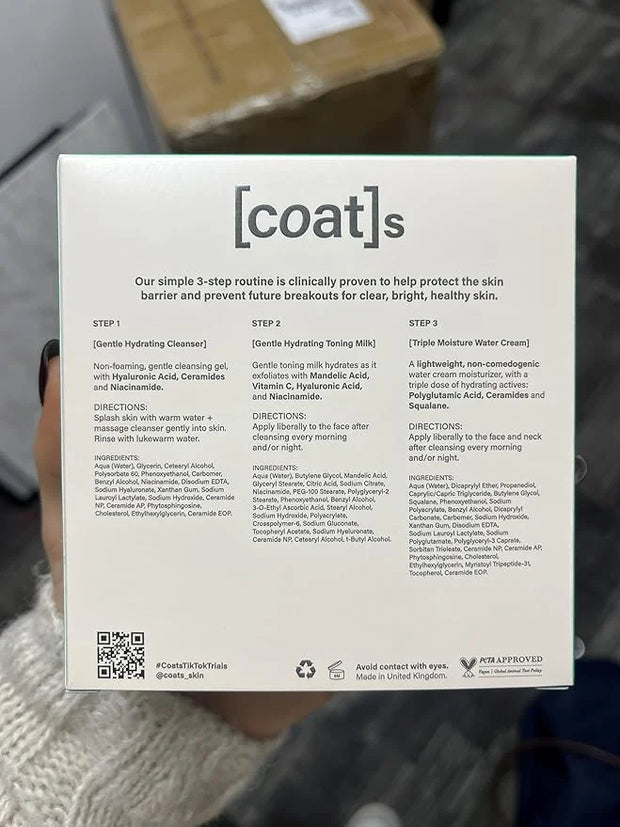 [coat]s
Our simple 3-step routine is clinically proven to help protect the skin
barrier and prevent future breakouts for clear, bright, healthy skin.
STEP 1
[Gentle Hydrating Cleanser]
Non-foaming, gentle cleansing gel,
with Hyaluronic Acid, Ceramides
and Niacinamide.
DIRECTIONS:
Splash skin with warm water +
massage cleanser gently into skin.
Rinse with lukewarm water.
INGREDIENTS:
Aqua (Water), Glycerin, Cetearyl Alcohol,
Polysorbate 60, Phenoxyethanol, Carbomer,
Benzyl Alcohol, Niacinamide, Disodium EDTA,
Sodium Hyaluronate, Xanthan Gum, Sodium
Lauroyl Lactylate, Sodium Hydroxide, Ceramide
NP, Ceramide AP, Phytosphingosine,
Cholesterol, Ethylhexylglycerin, Ceramide EOP.
STEP 2
[Gentle Hydrating Toning Milk]
Gentle toning milk hydrates as it
exfoliates with Mandelic Acid,
Vitamin C, Hyaluronic Acid,
and Niacinamide.
DIRECTIONS:
Apply liberally to the face after
cleansing every morning
and/or night.
INGREDIENTS:
Aqua (Water), Butylene Glycol, Mandelic Acid,
Glyceryl Stearate, Citric Acid, Sodium Citrate,
Niacinamide, PEG-100 Stearate, Polyglyceryl-2
Stearate, Phenoxyethanol, Benzyl Alcohol,
3-O-Ethyl Ascorbic Acid, Stearyl Alcohol,
Sodium Hydroxide, Polyacrylate,
Crosspolymer-6, Sodium Gluconate,
Tocopheryl Acetate, Sodium Hyaluronate,
Ceramide NP, Cetearyl Alcohol, t-Butyl Alcohol.
STEP 3
[Triple Moisture Water Cream]
A lightweight, non-comedogenic
water cream moisturizer, with a
triple dose of hydrating actives:
Polyglutamic Acid, Ceramides and
Squalane.
DIRECTIONS:
Apply liberally to the face and neck
after cleansing every morning
and/or night.
INGREDIENTS:
Aqua (Water), Dicaprylyl Ether, Propanediol,
Caprylic/Capric Triglyceride, Butylene Glycol,
Squalane, Phenoxyethanol, Sodium
Polyacrylate, Benzyl Alcohol, Dicaprylyl
Carbonate, Carbomer, Sodium Hydroxide,
Xanthan Gum, Disodium EDTA,
Sodium Lauroyl Lactylate, Sodium
Polyglutamate, Polyglyceryl-3 Caprate,
Sorbitan Trioleate, Ceramide NP, Ceramide AP,
Phytosphingosine, Cholesterol,
Ethylhexylglycerin, Myristoyl Tripeptide-31,
Tocopherol, Ceramide EOP.
#CoatsTikTokTrials
@coats_skin
Avoid contact with eyes.
Made in United Kingdom.
PETA APPROVED
Vegan | Global Animal Test Policy